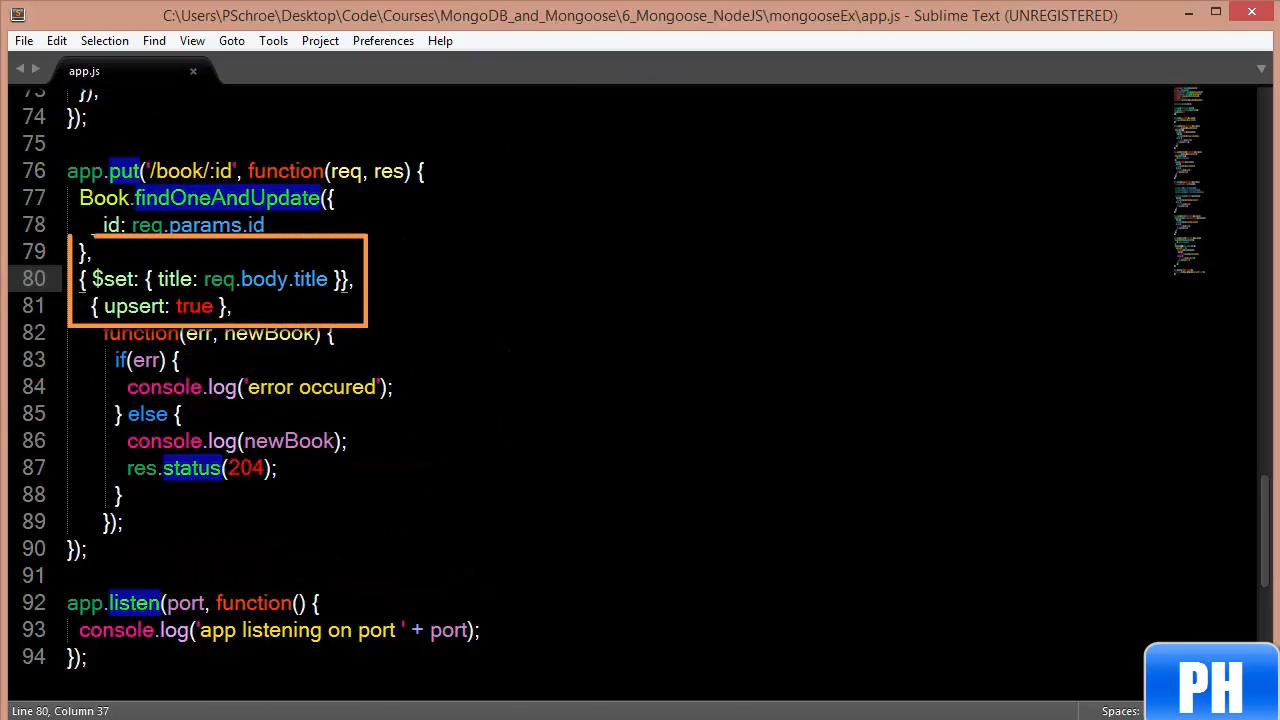 C:\Users\PSchroe\Desktop\Code\Courses\MongoDB_and_Mongoose\6_Mongoose_NodeJS\mongooseEx\app.js - Sublime Text (UNREGISTERED)
File Edit Selection Find View Goto Tools Project Preferences Help
app.js
73 });
74 });
75
76 app.put('/book/:id', function(req, res) {
77 Book.findOneAndUpdate({
78 _id: req.params.id
79 },
80 { $set: { title: req.body.title }},
81 { upsert: true },
82 function(err, newBook) {
83 if(err) {
84 console.log('error occured');
85 } else {
86 console.log(newBook);
87 res.status(204);
88 }
89 });
90 });
91
92 app.listen(port, function() {
93 console.log('app listening on port ' + port);
94 });
PH
Line 80, Column 37
Spaces: